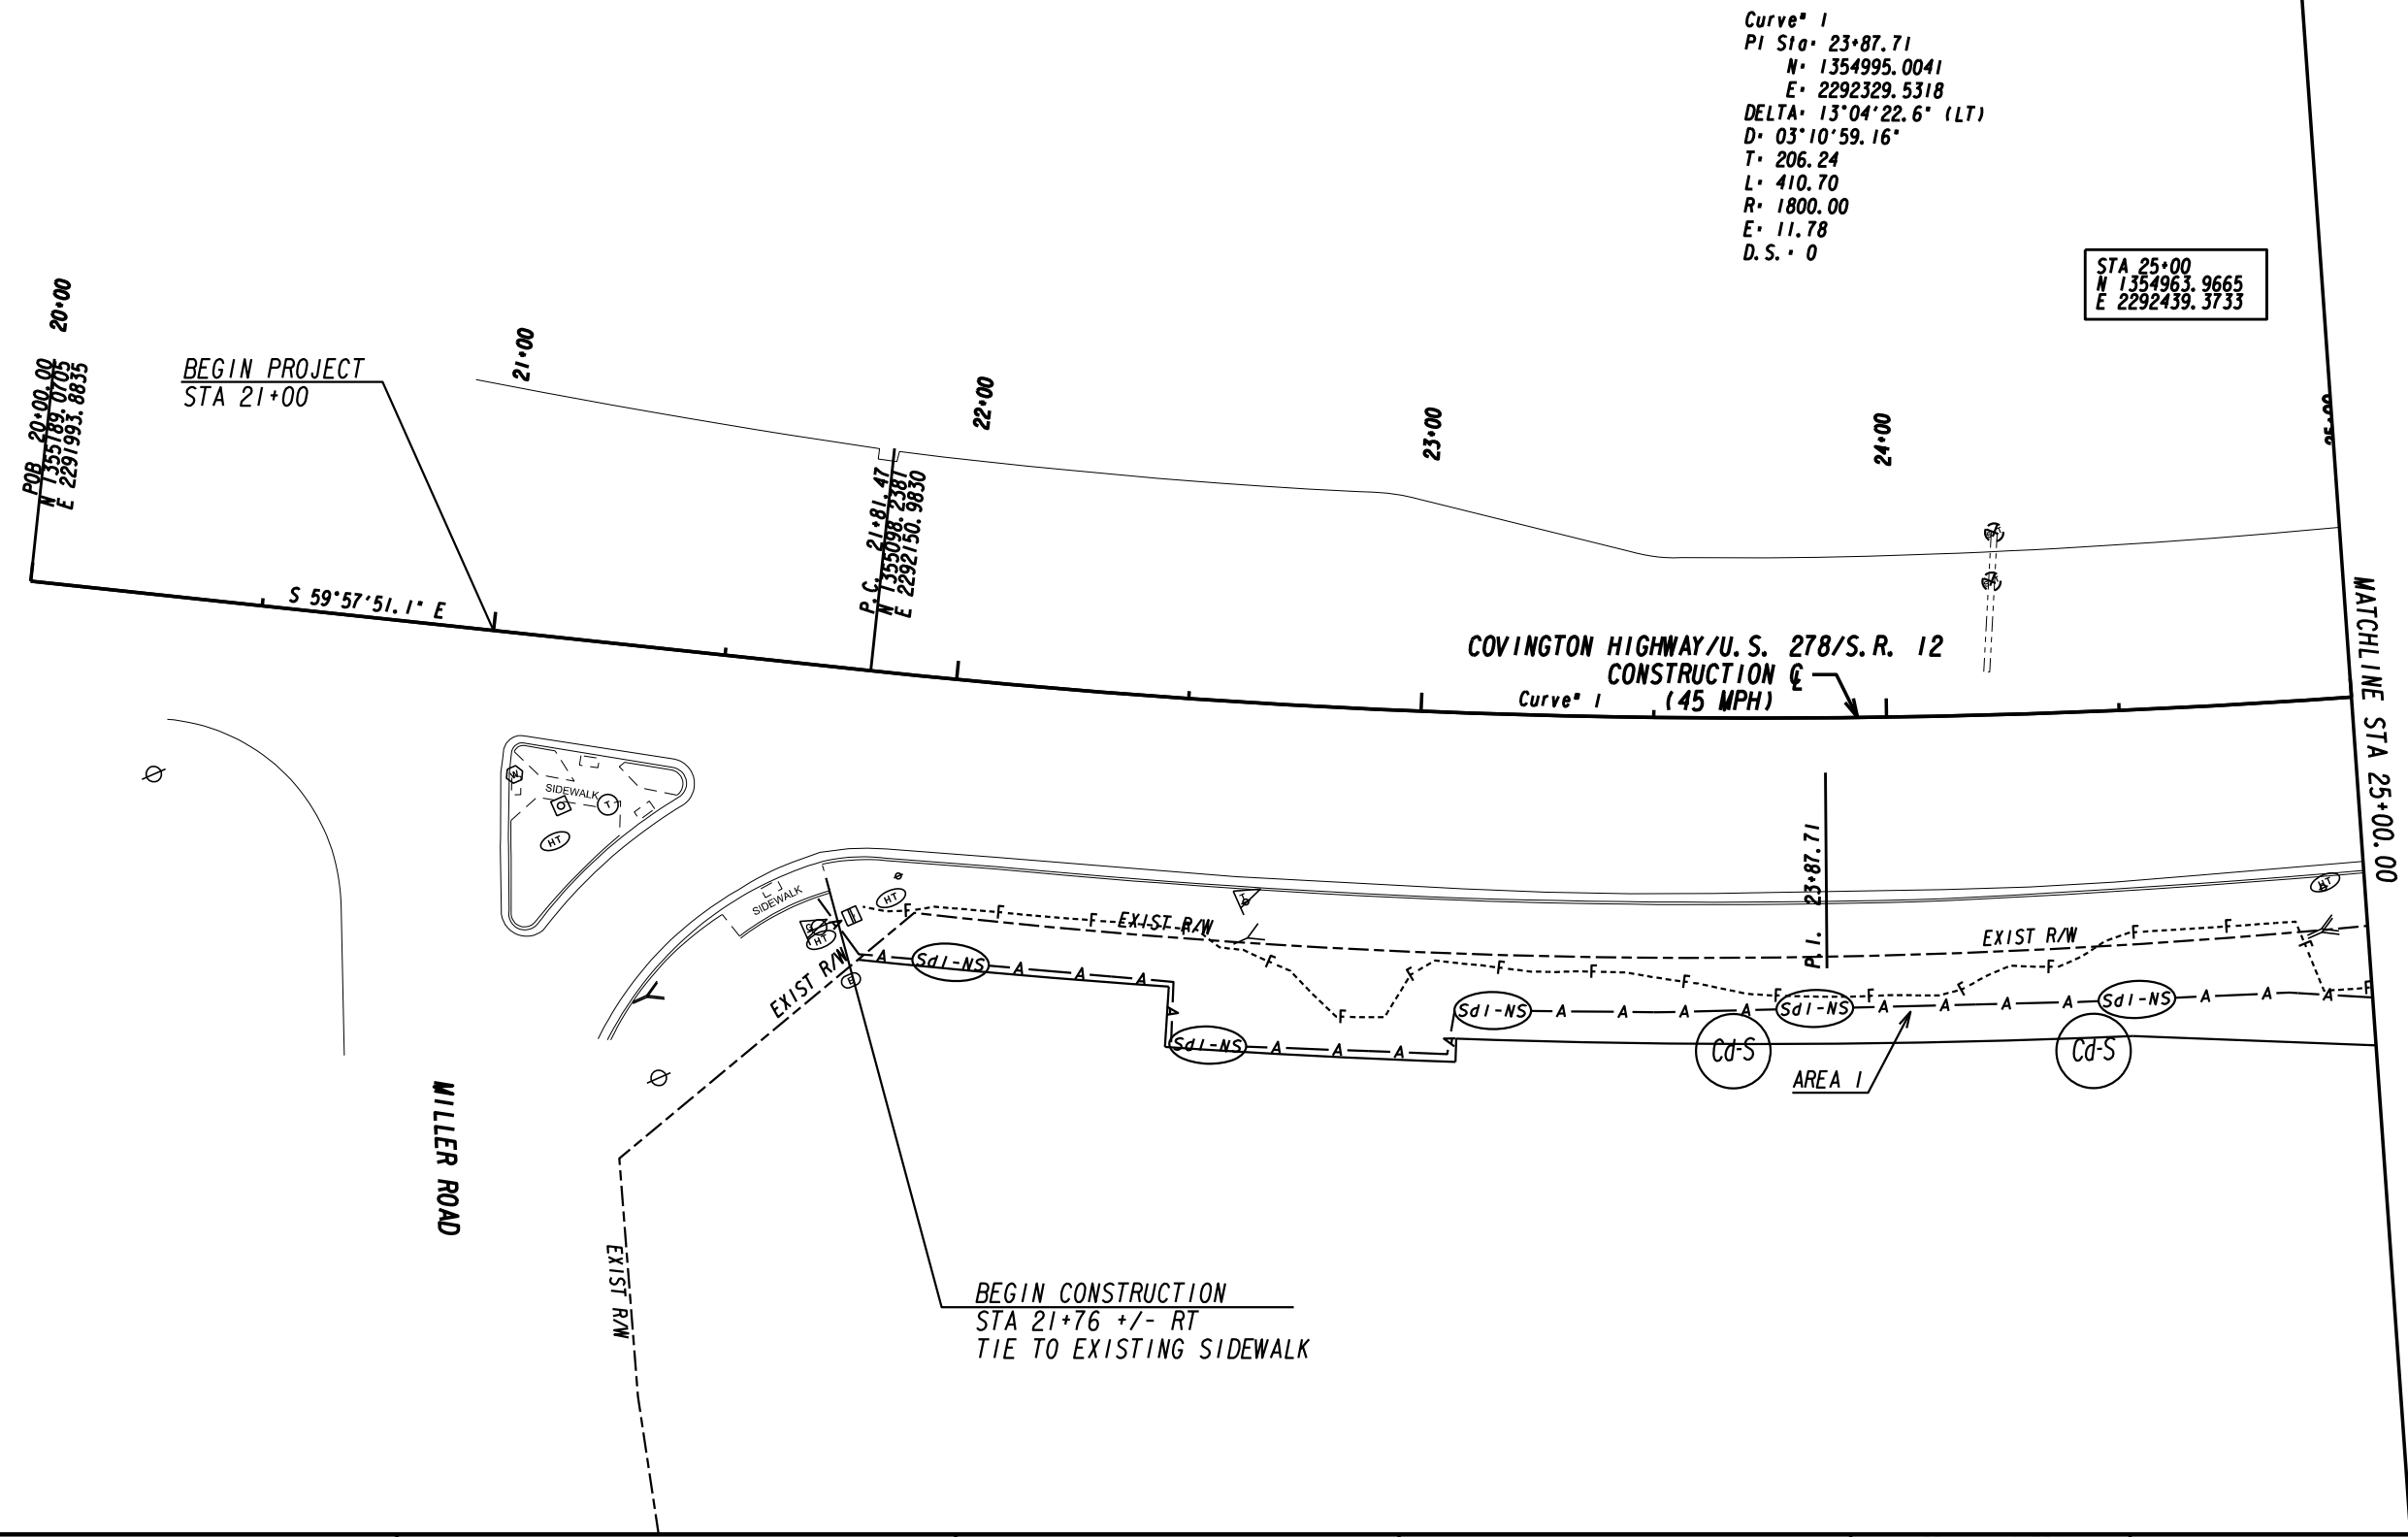 Curve# 1
PI Sta= 23+87.71
N= 1354995.0041
E= 2292329.5318
DELTA= 13°04'22.6" (LT)
D= 03°10'59.16"
T= 206.24
L= 410.70
R= 1800.00
E= 11.78
D.S. = 0
STA 25+00
N 1354963.9665
E 2292439.3733
20+00
POB 20+00.00
N 1355189.0705
E 2291993.8835
BEGIN PROJECT
STA 21+00
21+00
22+00
23+00
24+00
25+00
P.C. 21+81.47
N 1355098.2381
E 2292150.9830
S 59°57'51.1" E
COVINGTON HIGHWAY/U.S. 278/S.R. 12
CONSTRUCTION ℄
Curve# 1
(45 MPH)
MATCHLINE STA 25+00.00
P.I. 23+87.71
W
SIDEWALK
T
HT
SIDEWALK
HT
HT
E
T
HT
F
F
F
EXIST R/W
F
F
F
F
F
F
F
F
F
F
F
F
F
F
EXIST R/W
EXIST R/W
A
A
Sd1-NS
A
A
A
A
Sd1-NS
A
A
A
A
Sd1-NS
A
A
A
A
Sd1-NS
A
A
A
A
Sd1-NS
A
A
A
Cd-S
Cd-S
AREA 1
MILLER ROAD
EXIST R/W
BEGIN CONSTRUCTION
STA 21+76 +/- RT
TIE TO EXISTING SIDEWALK